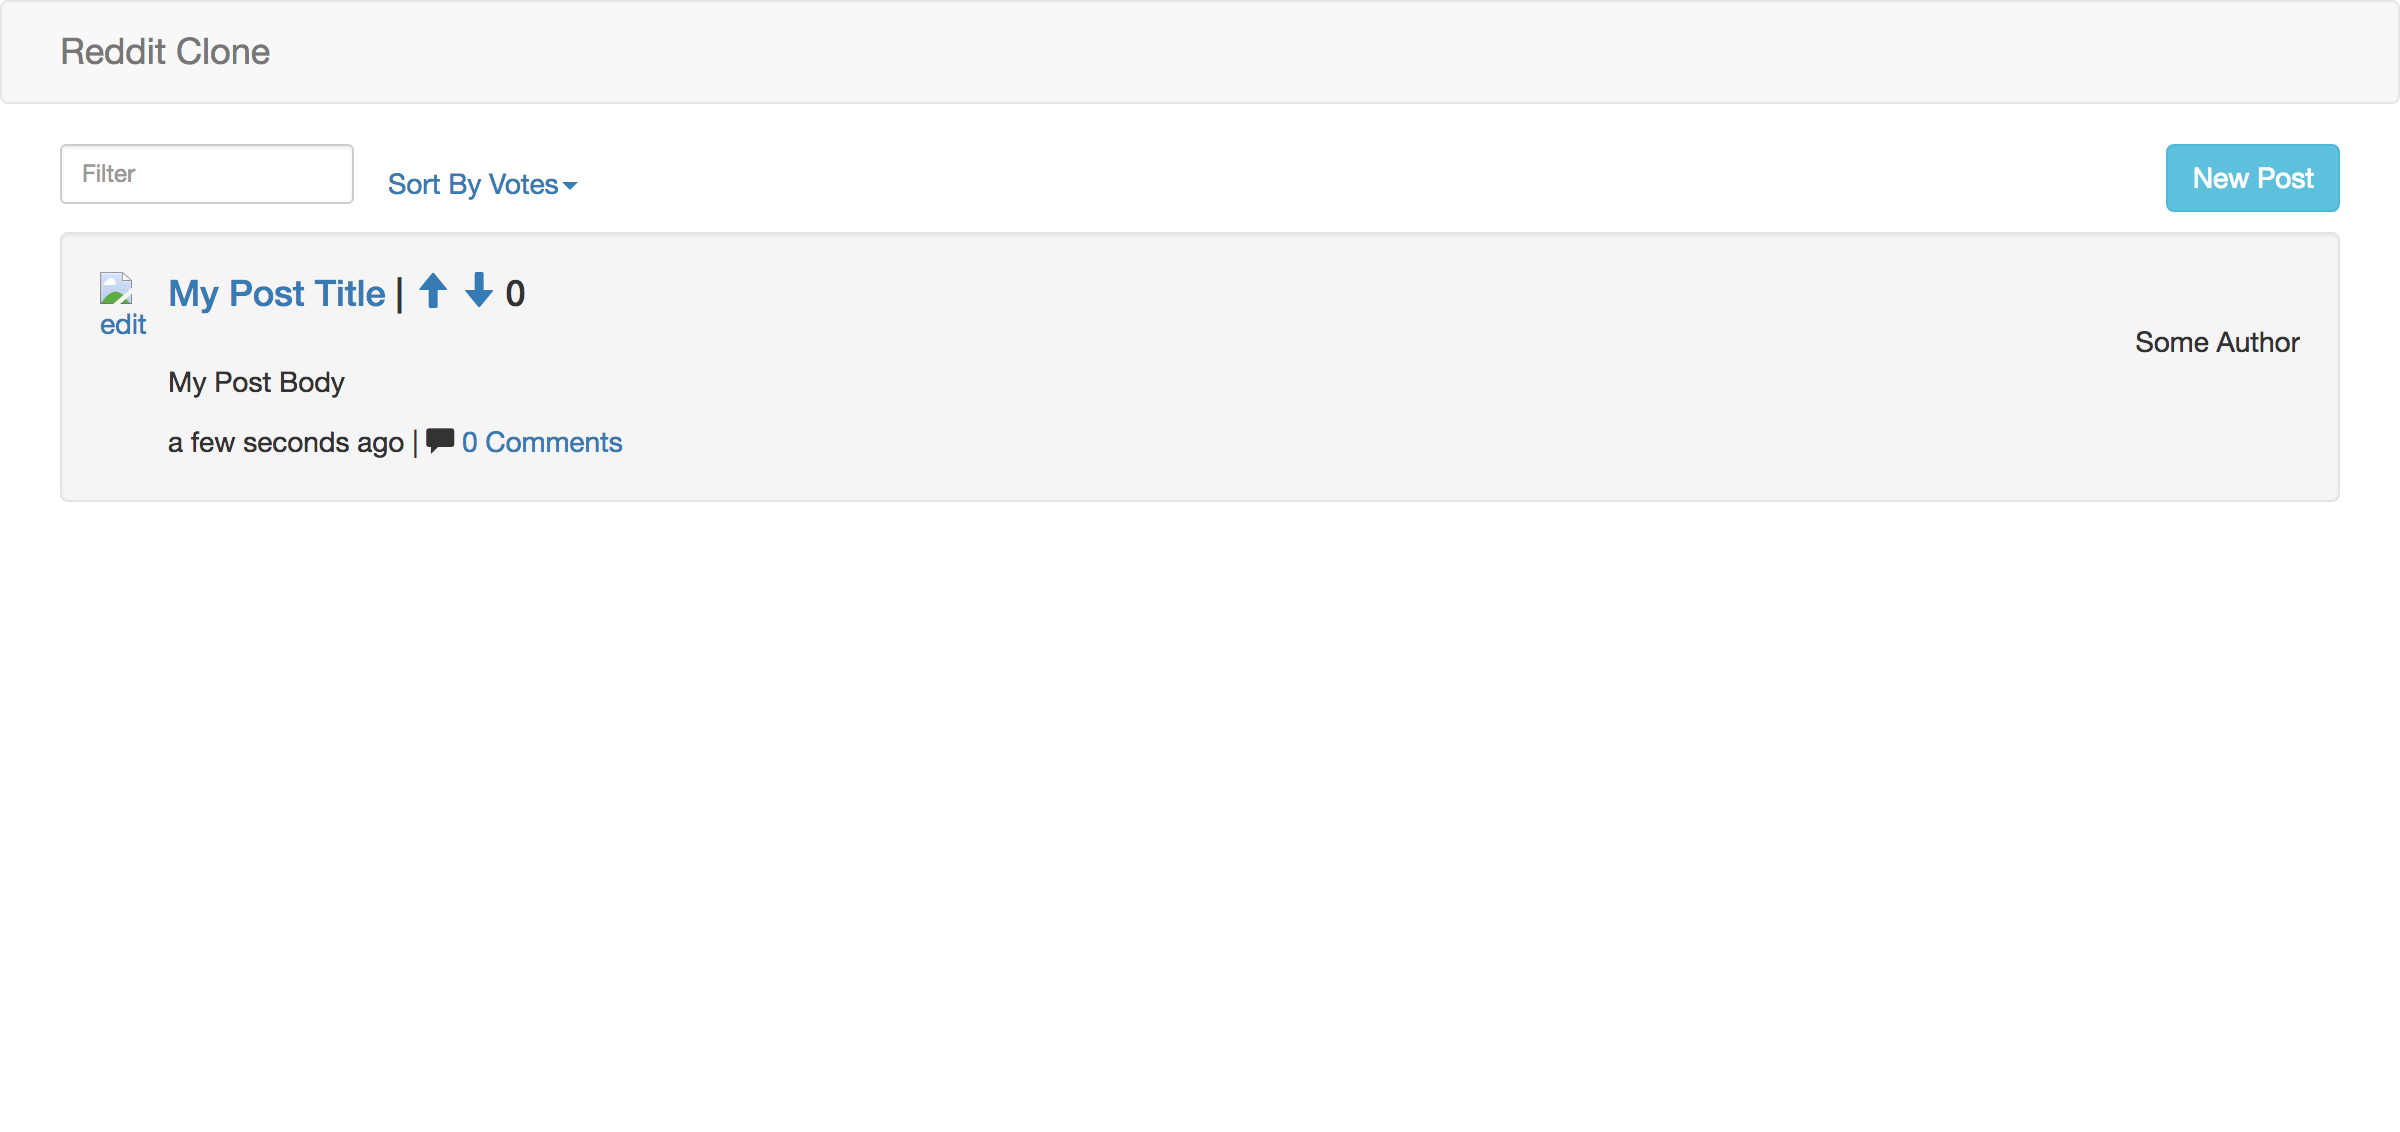 Reddit Clone
Filter
Sort By Votes
New Post
My Post Title | 0
edit
Some Author
My Post Body
a few seconds ago | 0 Comments